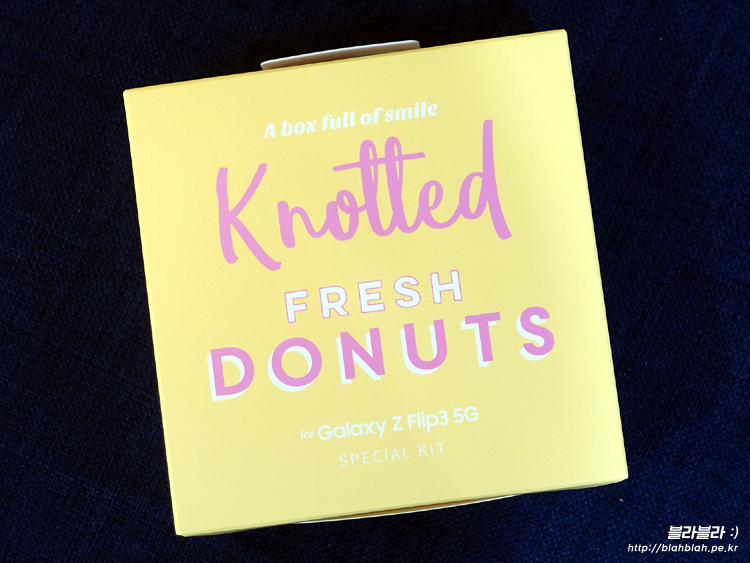 A box full of smile
Knotted
FRESH
DONUTS
for Galaxy Z Flip3 5G
SPECIAL KIT
블라블라 :)
http://blahblah.pe.kr